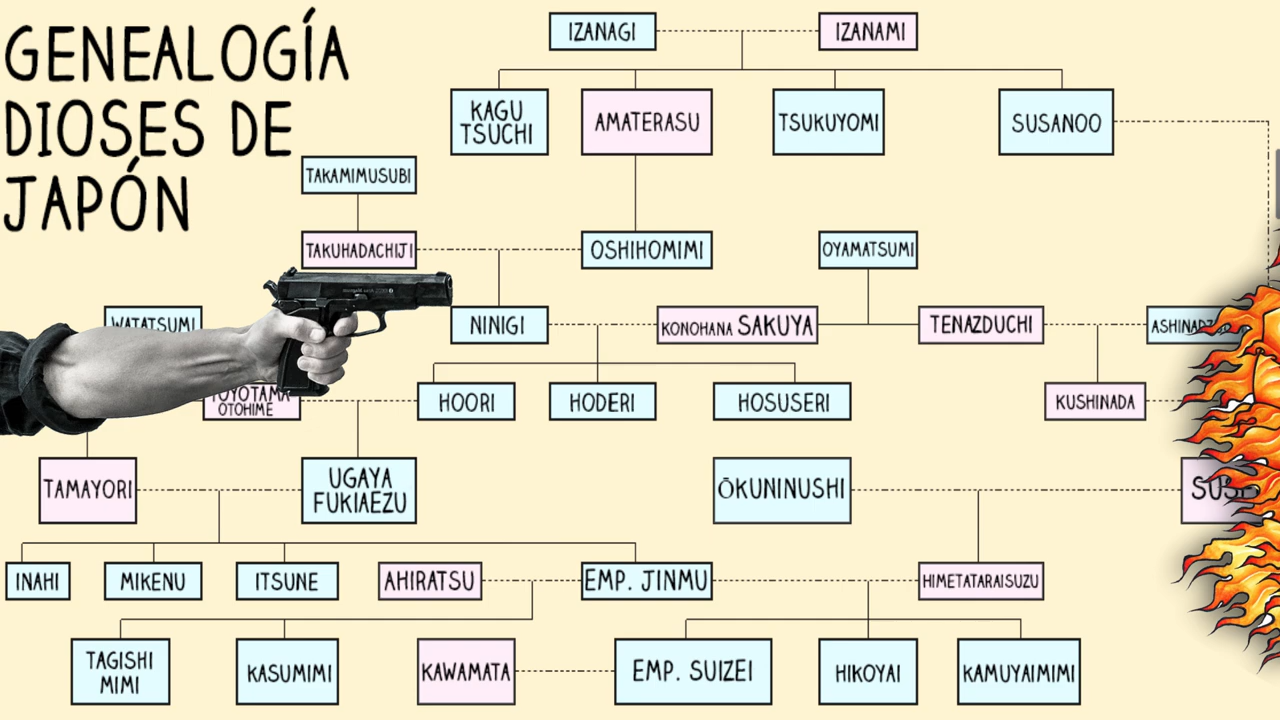 GENEALOGÍA
DIOSES DE
JAPÓN
IZANAGI
IZANAMI
KAGU
TSUCHI
AMATERASU
TSUKUYOMI
SUSANOO
TAKAMIMUSUBI
TAKUHADACHIJI
OSHIHOMIMI
OYAMATSUMI
WATATSUMI
NINIGI
KONOHANA SAKUYA
TENAZDUCHI
TOYOTAMA
OTOHIME
HOORI
HODERI
HOSUSERI
KUSHINADA
TAMAYORI
UGAYA
FUKIAEZU
ŌKUNINUSHI
INAHI
MIKENU
ITSUNE
AHIRATSU
EMP. JINMU
HIMETATARAISUZU
TAGISHI
MIMI
KASUMIMI
KAWAMATA
EMP. SUIZEI
HIKOYAI
KAMUYAIMIMI